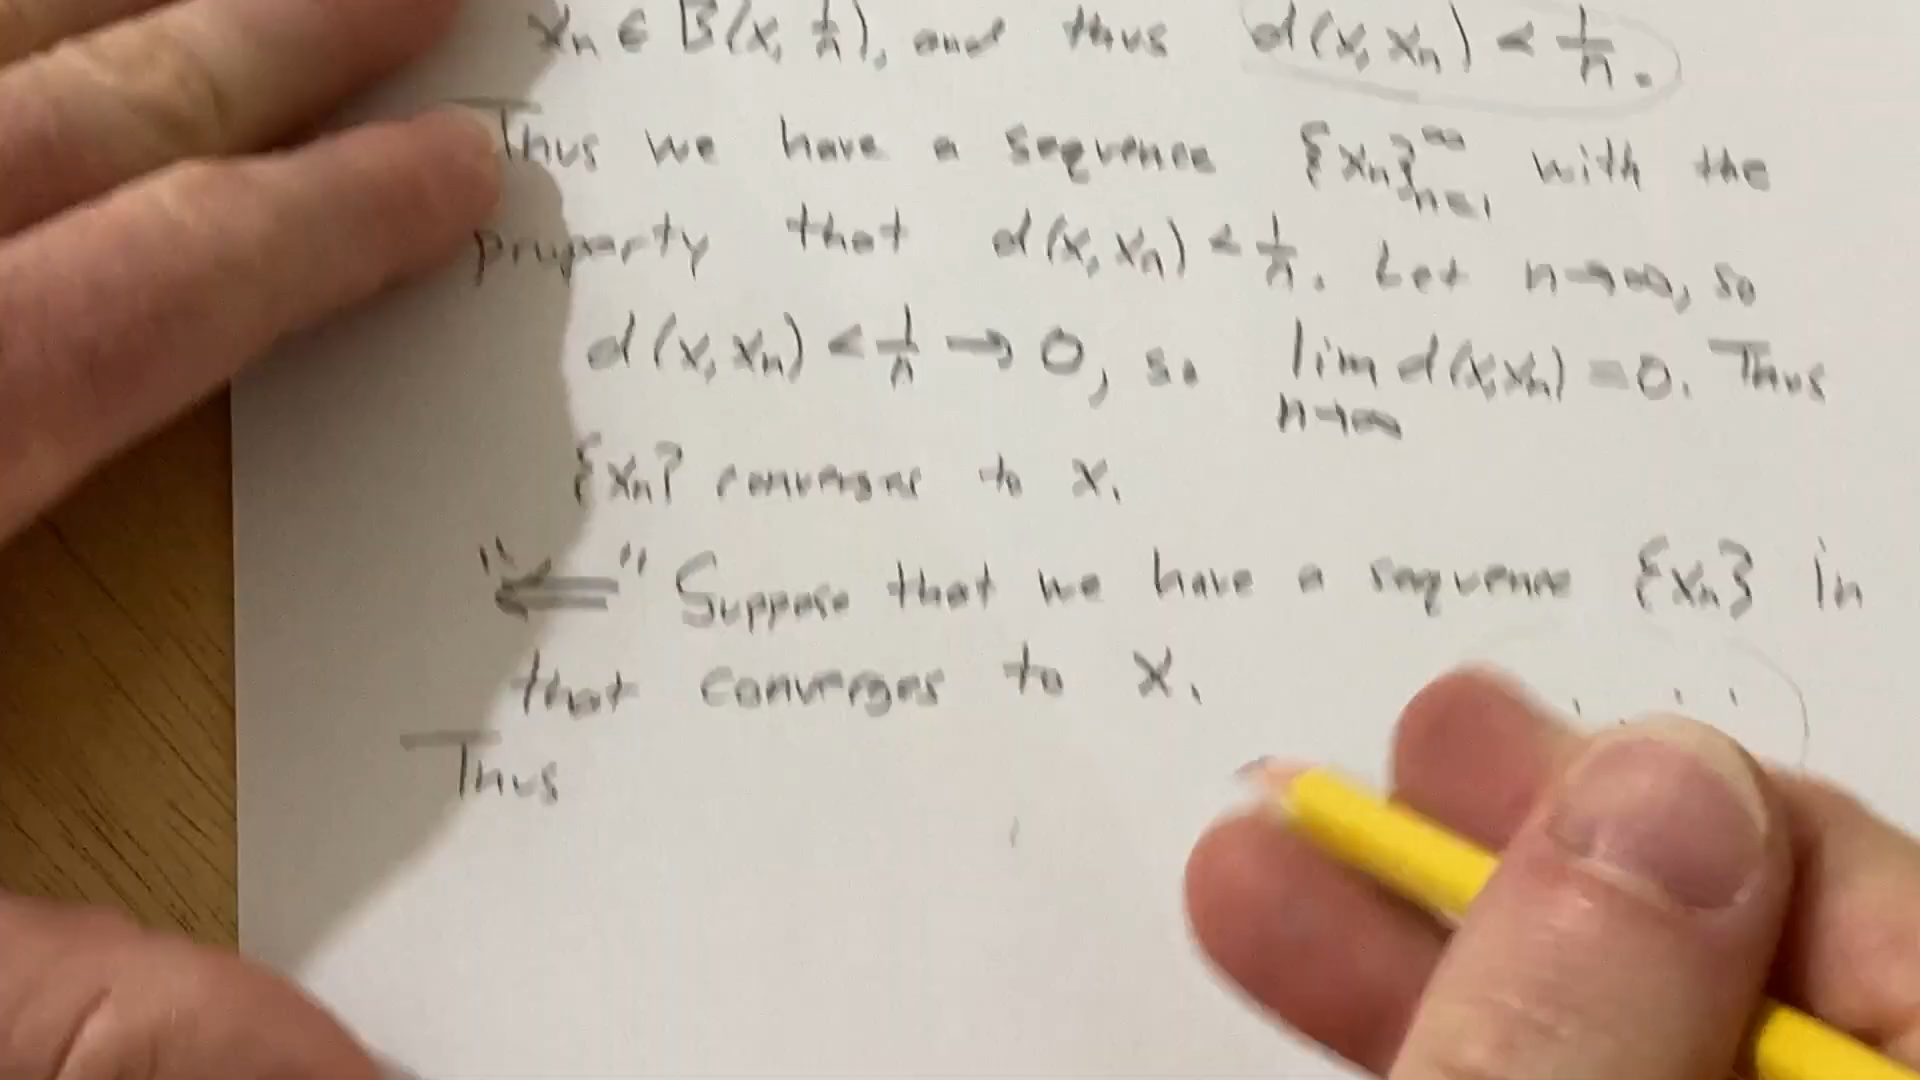 xₙ ∈ B(x, 1/n), and thus d(x, xₙ) < 1/n.
Thus we have a sequence {xₙ}ₙ₌₁^∞ with the
property that d(x, xₙ) < 1/n. Let n→∞, so
d(x, xₙ) < 1/n → 0, so lim n→∞ d(x, xₙ) = 0. Thus
{xₙ} converges to x.
"⇐" Suppose that we have a sequence {xₙ} in
that converges to x.
Thus